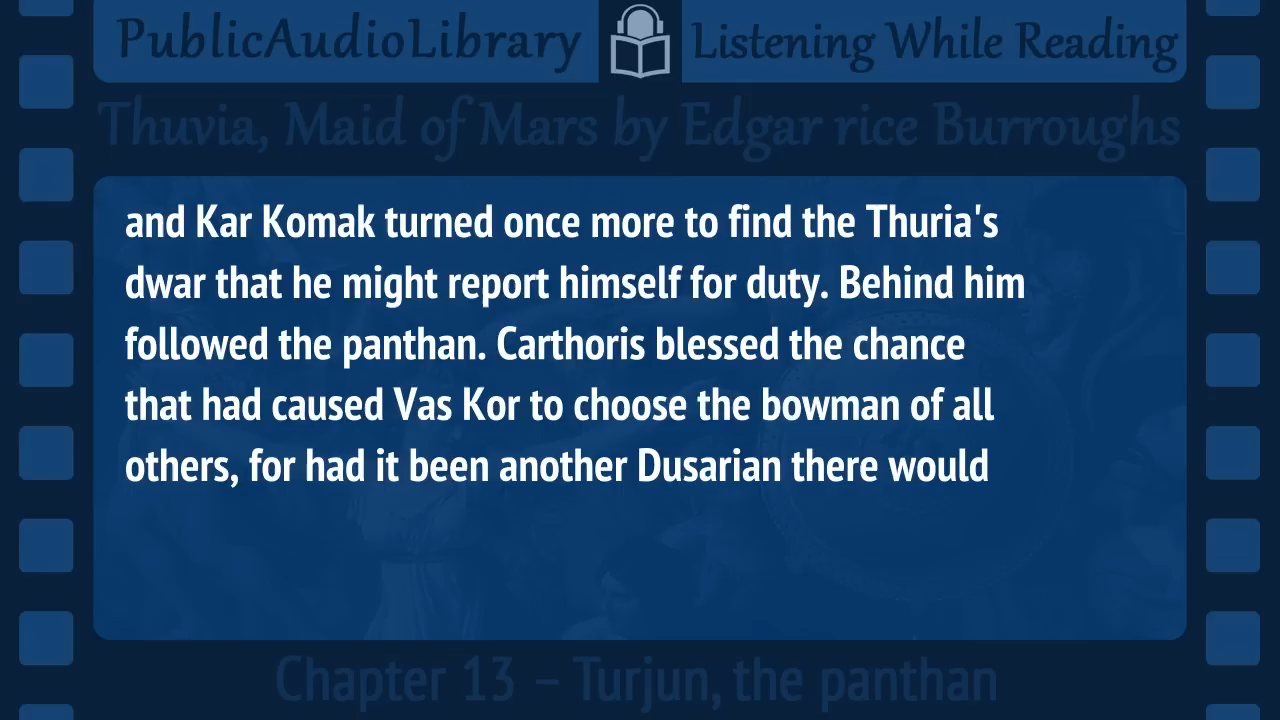 PublicAudioLibrary Listening While Reading
Thuvia, Maid of Mars by Edgar rice Burroughs
and Kar Komak turned once more to find the Thuria's
dwar that he might report himself for duty. Behind him
followed the panthan. Carthoris blessed the chance
that had caused Vas Kor to choose the bowman of all
others, for had it been another Dusarian there would
Chapter 13 – Turjun, the panthan